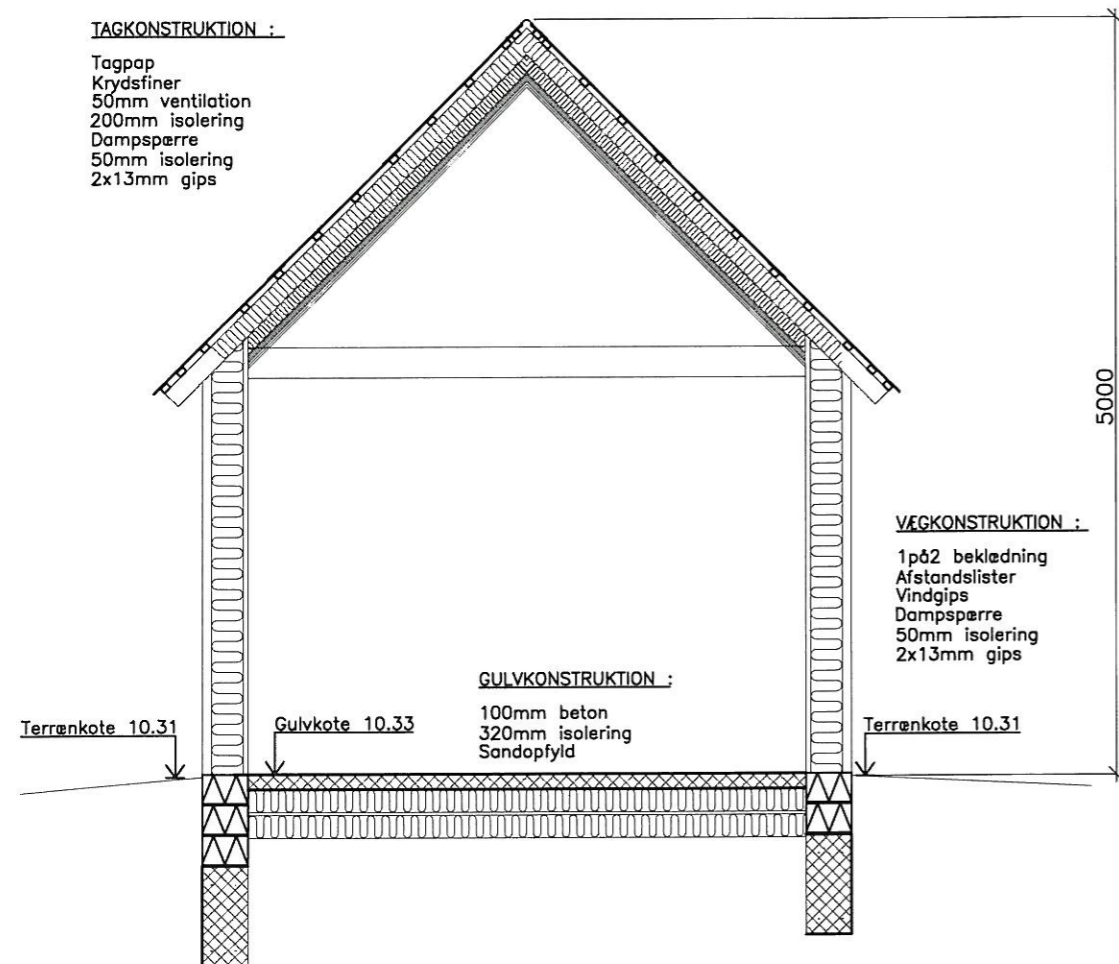 TAGKONSTRUKTION :
Tagpap
Krydsfiner
50mm ventilation
200mm isolering
Dampspærre
50mm isolering
2x13mm gips
5000
VÆGKONSTRUKTION :
1på2 beklædning
Afstandslister
Vindgips
Dampspærre
50mm isolering
2x13mm gips
GULVKONSTRUKTION :
100mm beton
320mm isolering
Sandopfyld
Terrænkote 10.31
Gulvkote 10.33
Terrænkote 10.31